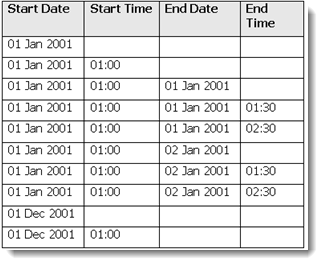 Start Date Start Time End Date End Time
01 Jan 2001
01 Jan 2001 01:00
01 Jan 2001 01:00 01 Jan 2001
01 Jan 2001 01:00 01 Jan 2001 01:30
01 Jan 2001 01:00 01 Jan 2001 02:30
01 Jan 2001 01:00 02 Jan 2001
01 Jan 2001 01:00 02 Jan 2001 01:30
01 Jan 2001 01:00 02 Jan 2001 02:30
01 Dec 2001
01 Dec 2001 01:00